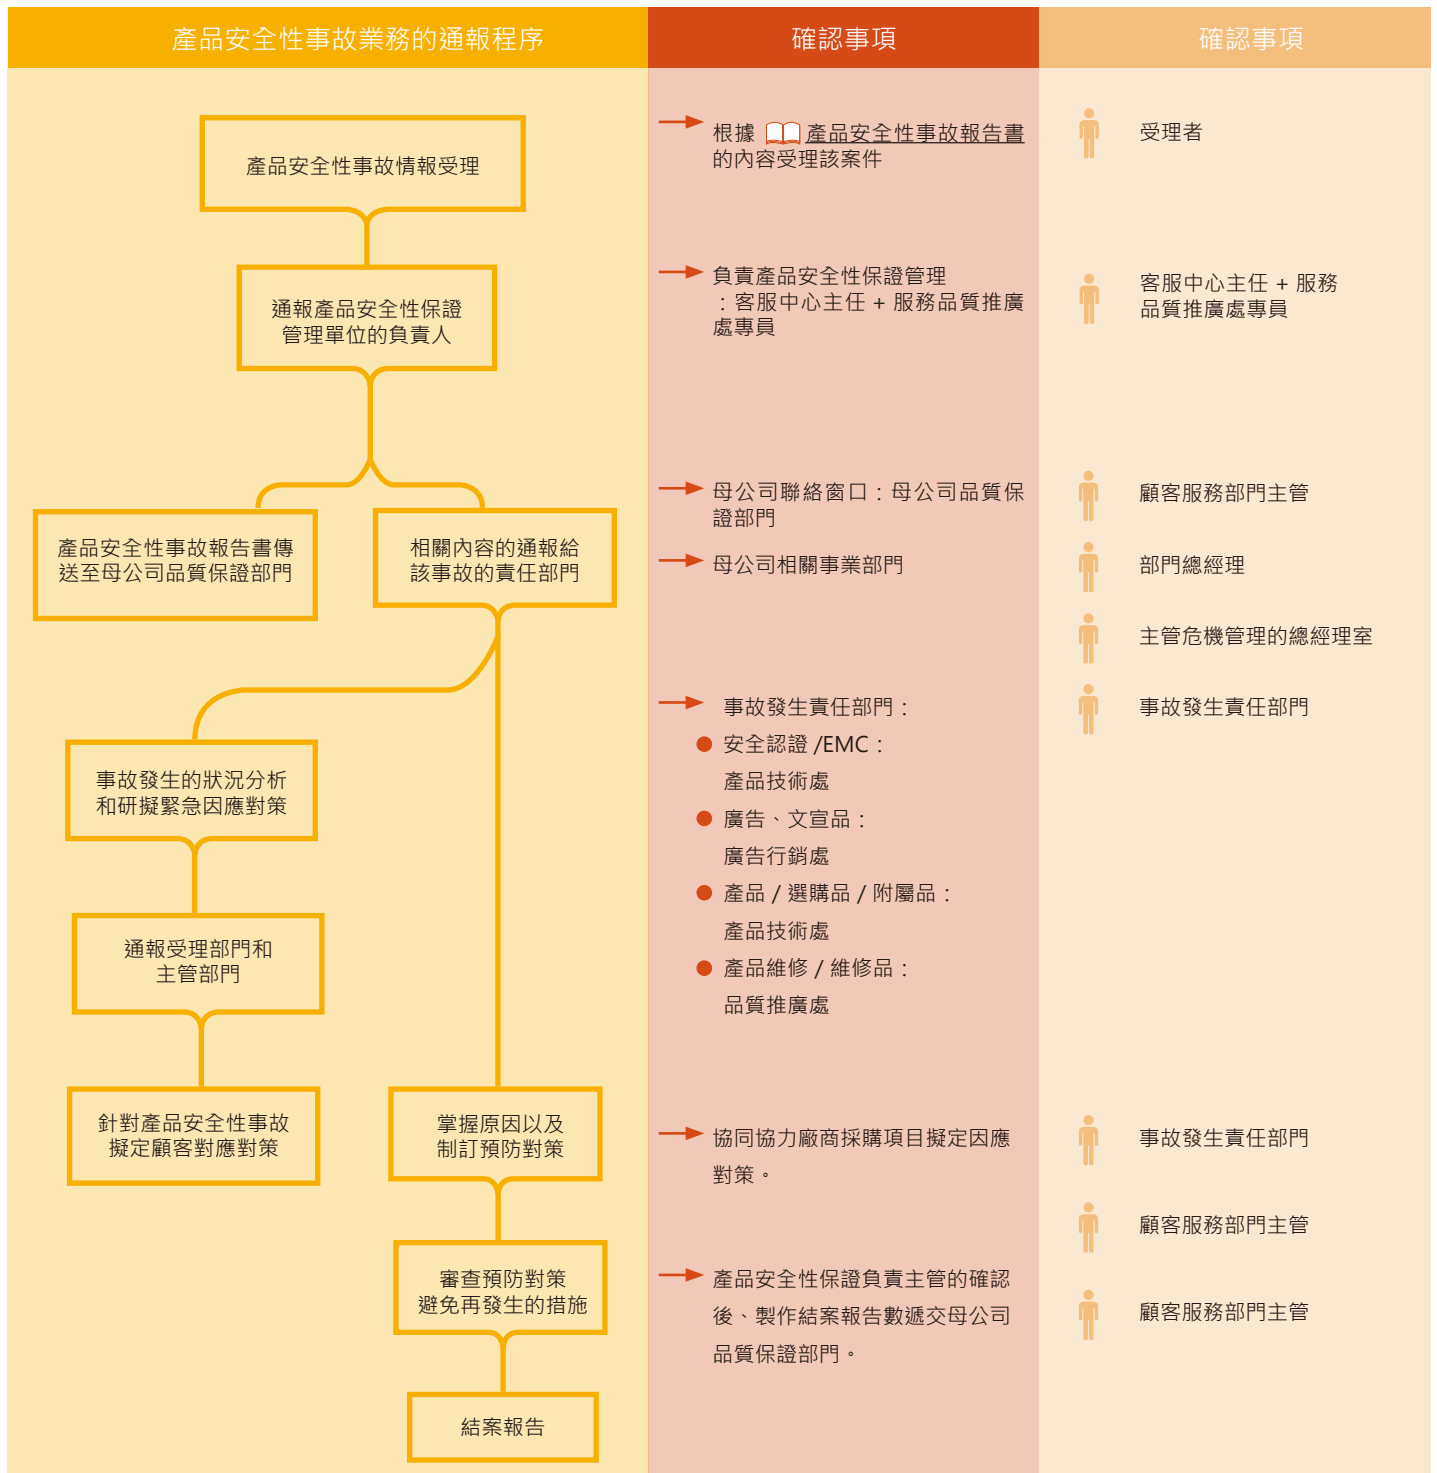 產品安全性事故業務的通報程序
確認事項
確認事項
產品安全性事故情報受理
通報產品安全性保證
管理單位的負責人
產品安全性事故報告書傳
送至母公司品質保證部門
相關內容的通報給
該事故的責任部門
事故發生的狀況分析
和研擬緊急因應對策
通報受理部門和
主管部門
針對產品安全性事故
擬定顧客對應對策
掌握原因以及
制訂預防對策
審查預防對策
避免再發生的措施
結案報告
根據 產品安全性事故報告書
的內容受理該案件
負責產品安全性保證管理
：客服中心主任 + 服務品質推廣
處專員
母公司聯絡窗口：母公司品質保
證部門
母公司相關事業部門
事故發生責任部門：
安全認證 /EMC：
產品技術處
廣告、文宣品：
廣告行銷處
產品 / 選購品 / 附屬品：
產品技術處
產品維修 / 維修品：
品質推廣處
協同協力廠商採購項目擬定因應
對策。
產品安全性保證負責主管的確認
後、製作結案報告數遞交母公司
品質保證部門。
受理者
客服中心主任 + 服務
品質推廣處專員
顧客服務部門主管
部門總經理
主管危機管理的總經理室
事故發生責任部門
事故發生責任部門
顧客服務部門主管
顧客服務部門主管